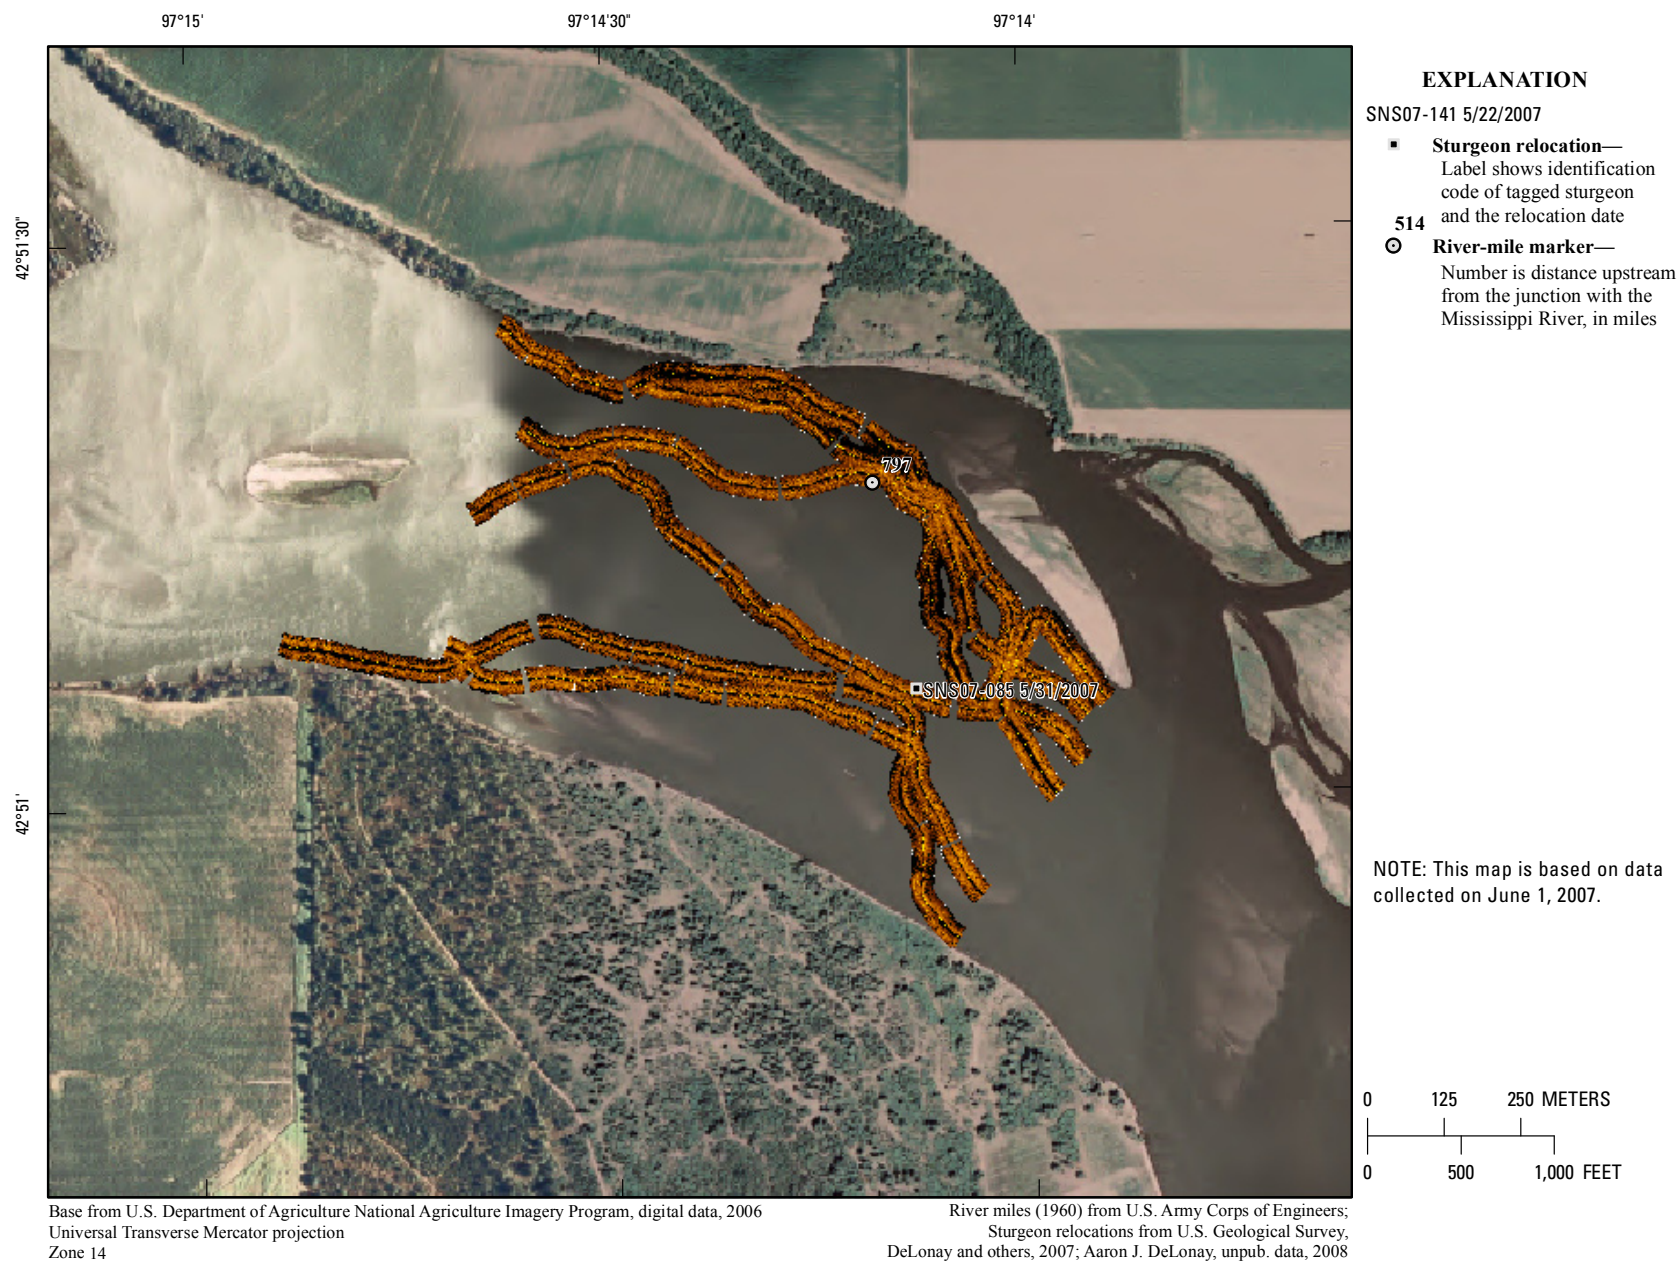 97°15'
97°14'30"
97°14'
42°51'30"
42°51'
797
SNS07-085 5/31/2007
EXPLANATION
SNS07-141 5/22/2007
Sturgeon relocation—
Label shows identification
code of tagged sturgeon
and the relocation date
514
River-mile marker—
Number is distance upstream
from the junction with the
Mississippi River, in miles
NOTE: This map is based on data
collected on June 1, 2007.
0 125 250 METERS
0 500 1,000 FEET
Base from U.S. Department of Agriculture National Agriculture Imagery Program, digital data, 2006
Universal Transverse Mercator projection
Zone 14
River miles (1960) from U.S. Army Corps of Engineers;
Sturgeon relocations from U.S. Geological Survey,
DeLonay and others, 2007; Aaron J. DeLonay, unpub. data, 2008